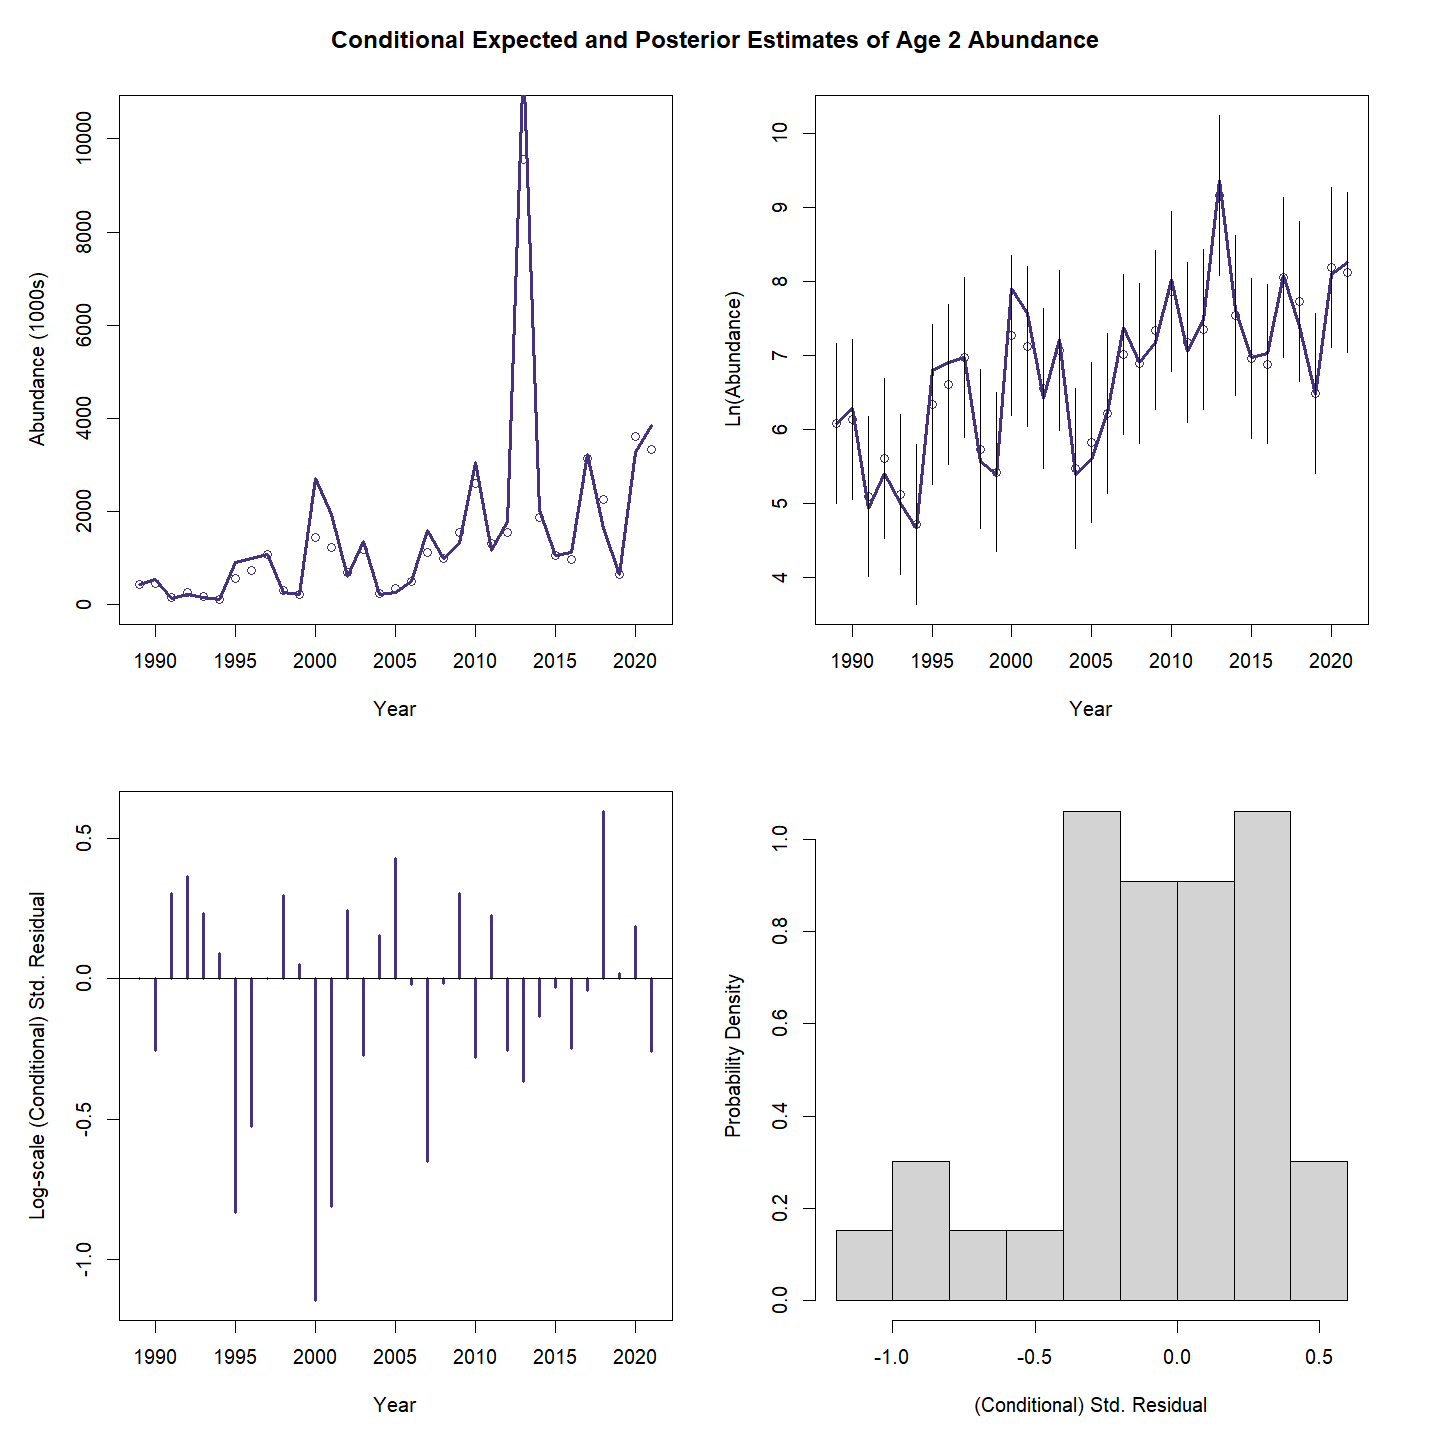 Conditional Expected and Posterior Estimates of Age 2 Abundance
Abundance (1000s)
10000
8000
6000
4000
2000
0
1990 1995 2000 2005 2010 2015 2020
Year
Ln(Abundance)
10
9
8
7
6
5
4
1990 1995 2000 2005 2010 2015 2020
Year
Log-scale (Conditional) Std. Residual
0.5
0.0
-0.5
-1.0
1990 1995 2000 2005 2010 2015 2020
Year
Probability Density
1.0
0.8
0.6
0.4
0.2
0.0
-1.0 -0.5 0.0 0.5
(Conditional) Std. Residual